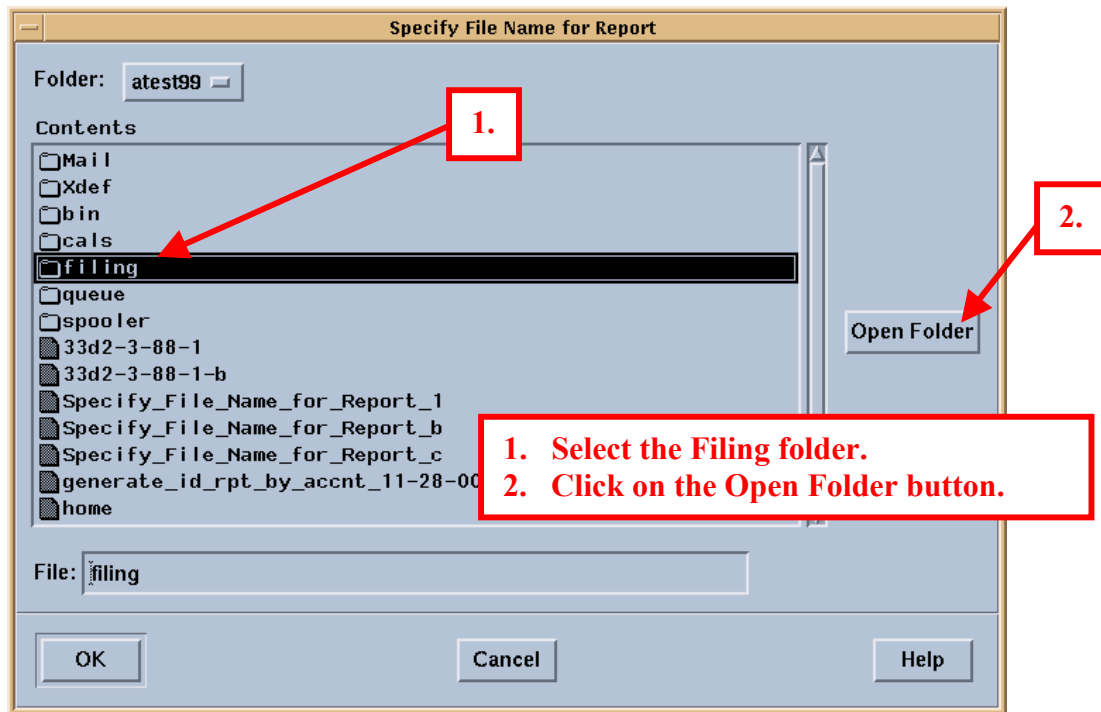 Specify File Name for Report
Folder: atest99
1.
Contents
Mail
Xdef
bin
cals
2.
filing
queue
spooler
Open Folder
33d2-3-88-1
33d2-3-88-1-b
Specify_File_Name_for_Report_1
Specify_File_Name_for_Report_b
Specify_File_Name_for_Report_c
generate_id_rpt_by_accnt_11-28-00
home
1. Select the Filing folder.
2. Click on the Open Folder button.
File: filing
OK Cancel Help